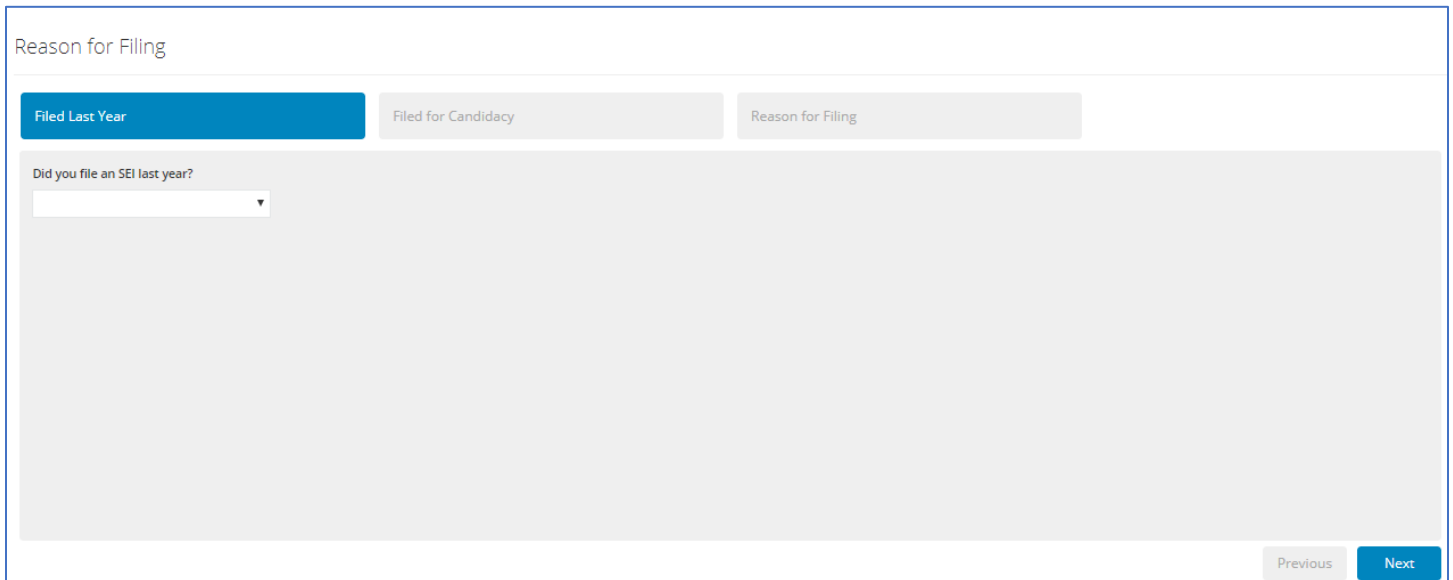 Reason for Filing
Filed Last Year
Filed for Candidacy
Reason for Filing
Did you file an SEI last year?
Previous
Next